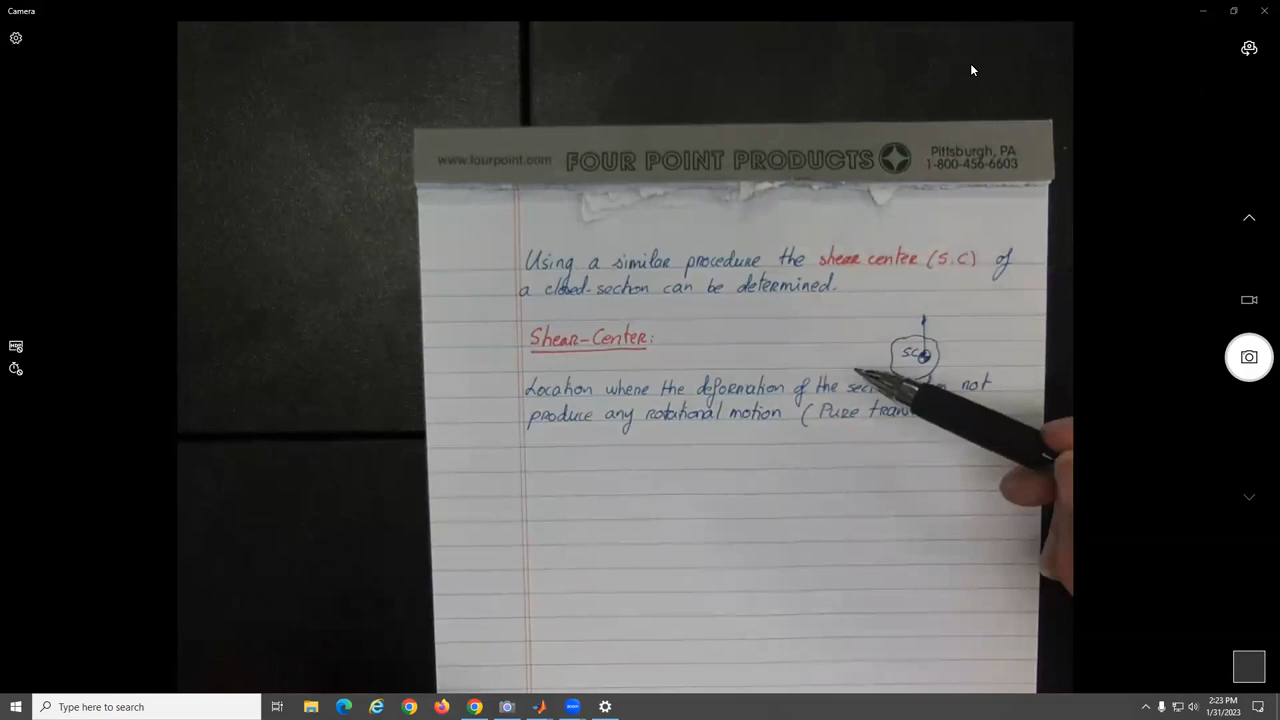 Camera
www.fourpoint.com FOUR POINT PRODUCTS Pittsburgh, PA
1-800-456-6603
Using a similar procedure the shear center (S.C) of
a closed-section can be determined.
Shear-Center:
SC
Location where the deformation of the not
produce any rotational motion (Pure
Type here to search
2:23 PM
1/31/2023